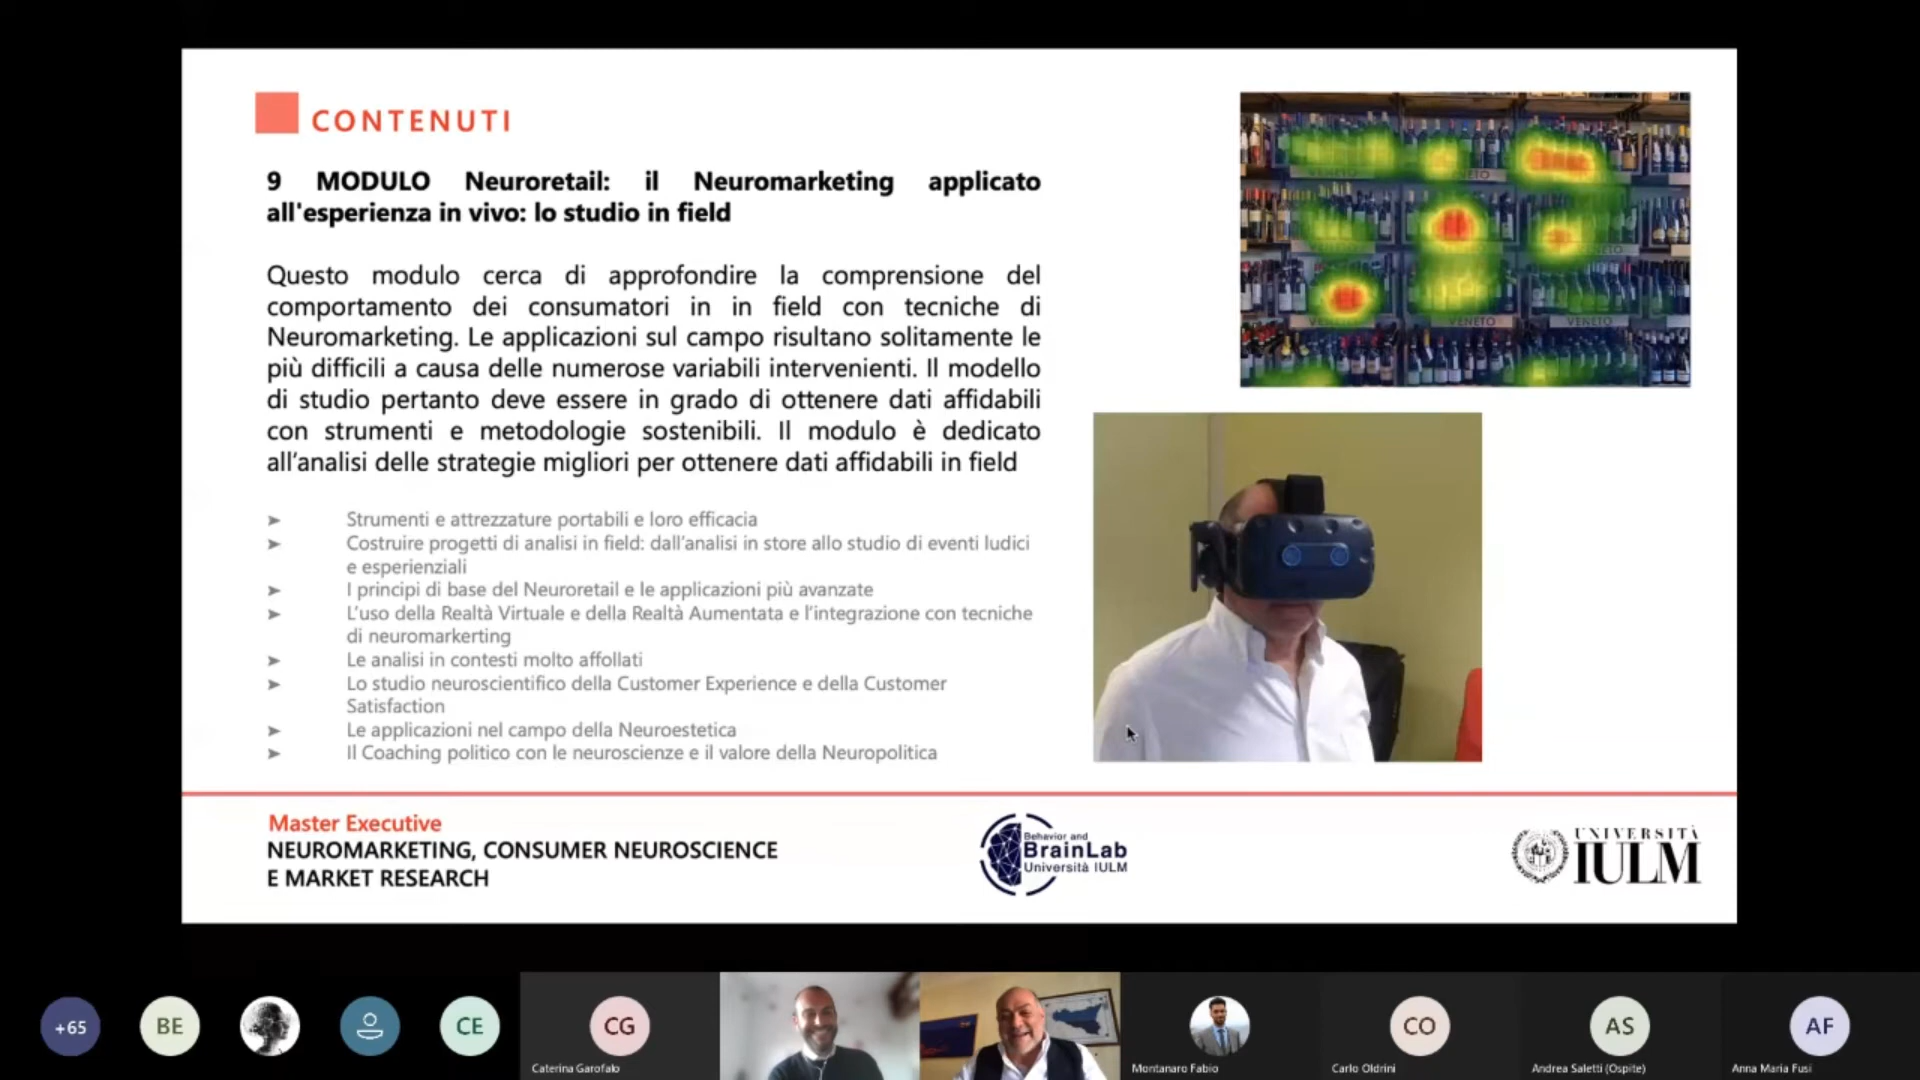 CONTENUTI
9 MODULO Neuroretail: il Neuromarketing applicato
all'esperienza in vivo: lo studio in field
Questo modulo cerca di approfondire la comprensione del
comportamento dei consumatori in in field con tecniche di
Neuromarketing. Le applicazioni sul campo risultano solitamente le
più difficili a causa delle numerose variabili intervenienti. Il modello
di studio pertanto deve essere in grado di ottenere dati affidabili
con strumenti e metodologie sostenibili. Il modulo è dedicato
all’analisi delle strategie migliori per ottenere dati affidabili in field
➤ Strumenti e attrezzature portabili e loro efficacia
➤ Costruire progetti di analisi in field: dall’analisi in store allo studio di eventi ludici
e esperienziali
➤ I principi di base del Neuroretail e le applicazioni più avanzate
➤ L’uso della Realtà Virtuale e della Realtà Aumentata e l’integrazione con tecniche
di neuromarkerting
➤ Le analisi in contesti molto affollati
➤ Lo studio neuroscientifico della Customer Experience e della Customer
Satisfaction
➤ Le applicazioni nel campo della Neuroestetica
➤ Il Coaching politico con le neuroscienze e il valore della Neuropolitica
VENETO
VENETO
VENETO
VENETO
VENETO
VENETO
Master Executive
NEUROMARKETING, CONSUMER NEUROSCIENCE
E MARKET RESEARCH
Behavior and
BrainLab
Università IULM
UNIVERSITÀ
IULM
+65
BE
CE
CG
CO
AS
AF
Caterina Garofalo
Montanaro Fabio
Carlo Oldrini
Andrea Saletti (Ospite)
Anna Maria Fusi